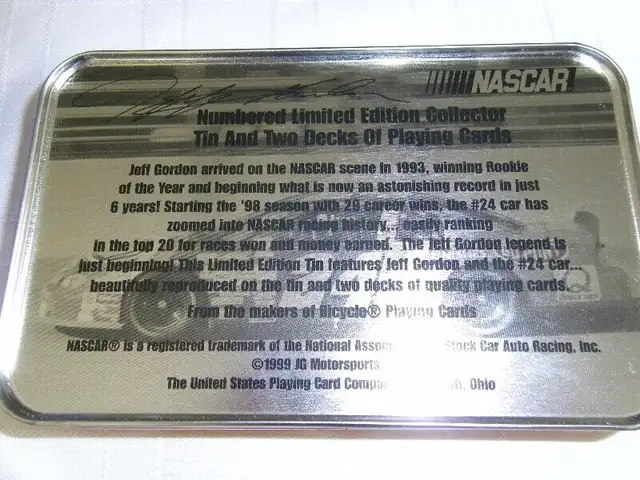 NASCAR
Numbered Limited Edition Collector
Tin And Two Decks Of Playing Cards
Jeff Gordon arrived on the NASCAR scene in 1993, winning Rookie
of the Year and beginning what is now an astonishing record in just
6 years! Starting the '98 season with 29 career wins, the #24 car has
zoomed into NASCAR racing history... easily ranking
in the top 20 for races won and money earned. The Jeff Gordon legend is
just beginning! This Limited Edition Tin features Jeff Gordon and the #24 car...
beautifully reproduced on the tin and two decks of quality playing cards.
From the makers of Bicycle® Playing Cards
NASCAR® is a registered trademark of the National Stock Car Auto Racing, Inc.
©1999 JG Motorsports
The United States Playing Card Ohio